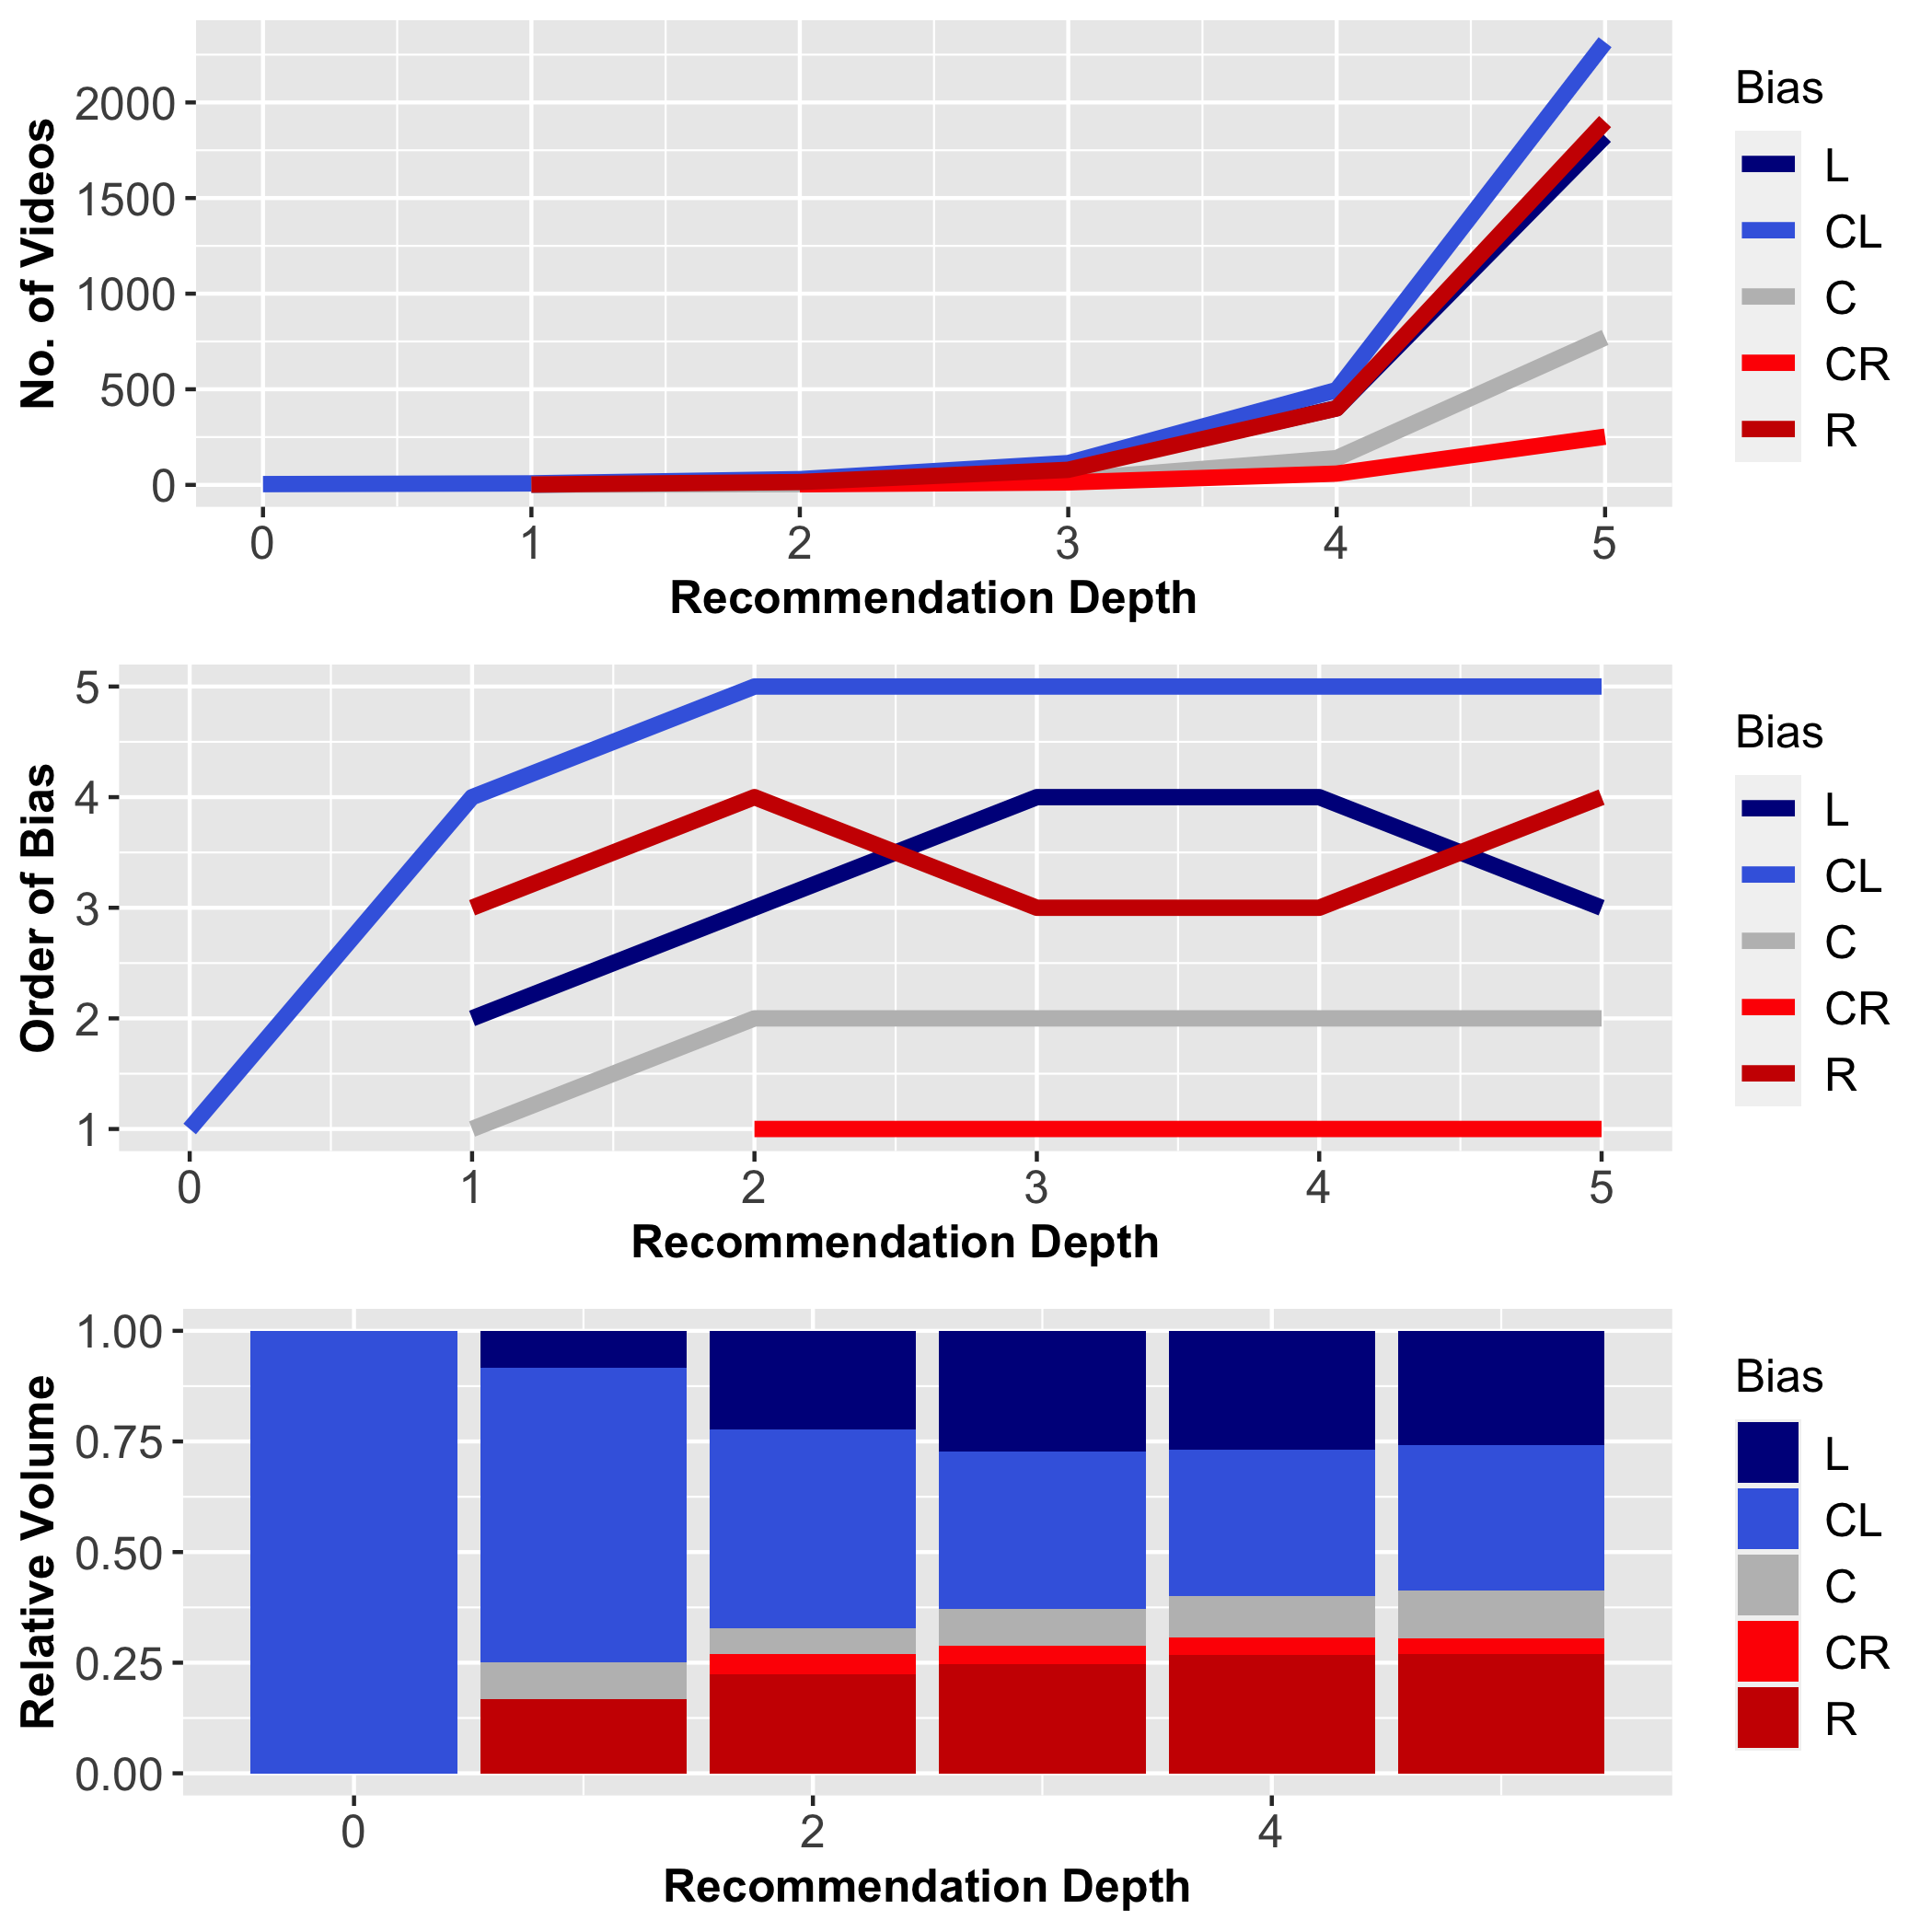 No. of Videos
2000
1500
1000
500
0
0 1 2 3 4 5
Recommendation Depth
Bias
L
CL
C
CR
R
Order of Bias
5
4
3
2
1
0 1 2 3 4 5
Recommendation Depth
Bias
L
CL
C
CR
R
Relative Volume
1.00
0.75
0.50
0.25
0.00
0 2 4
Recommendation Depth
Bias
L
CL
C
CR
R